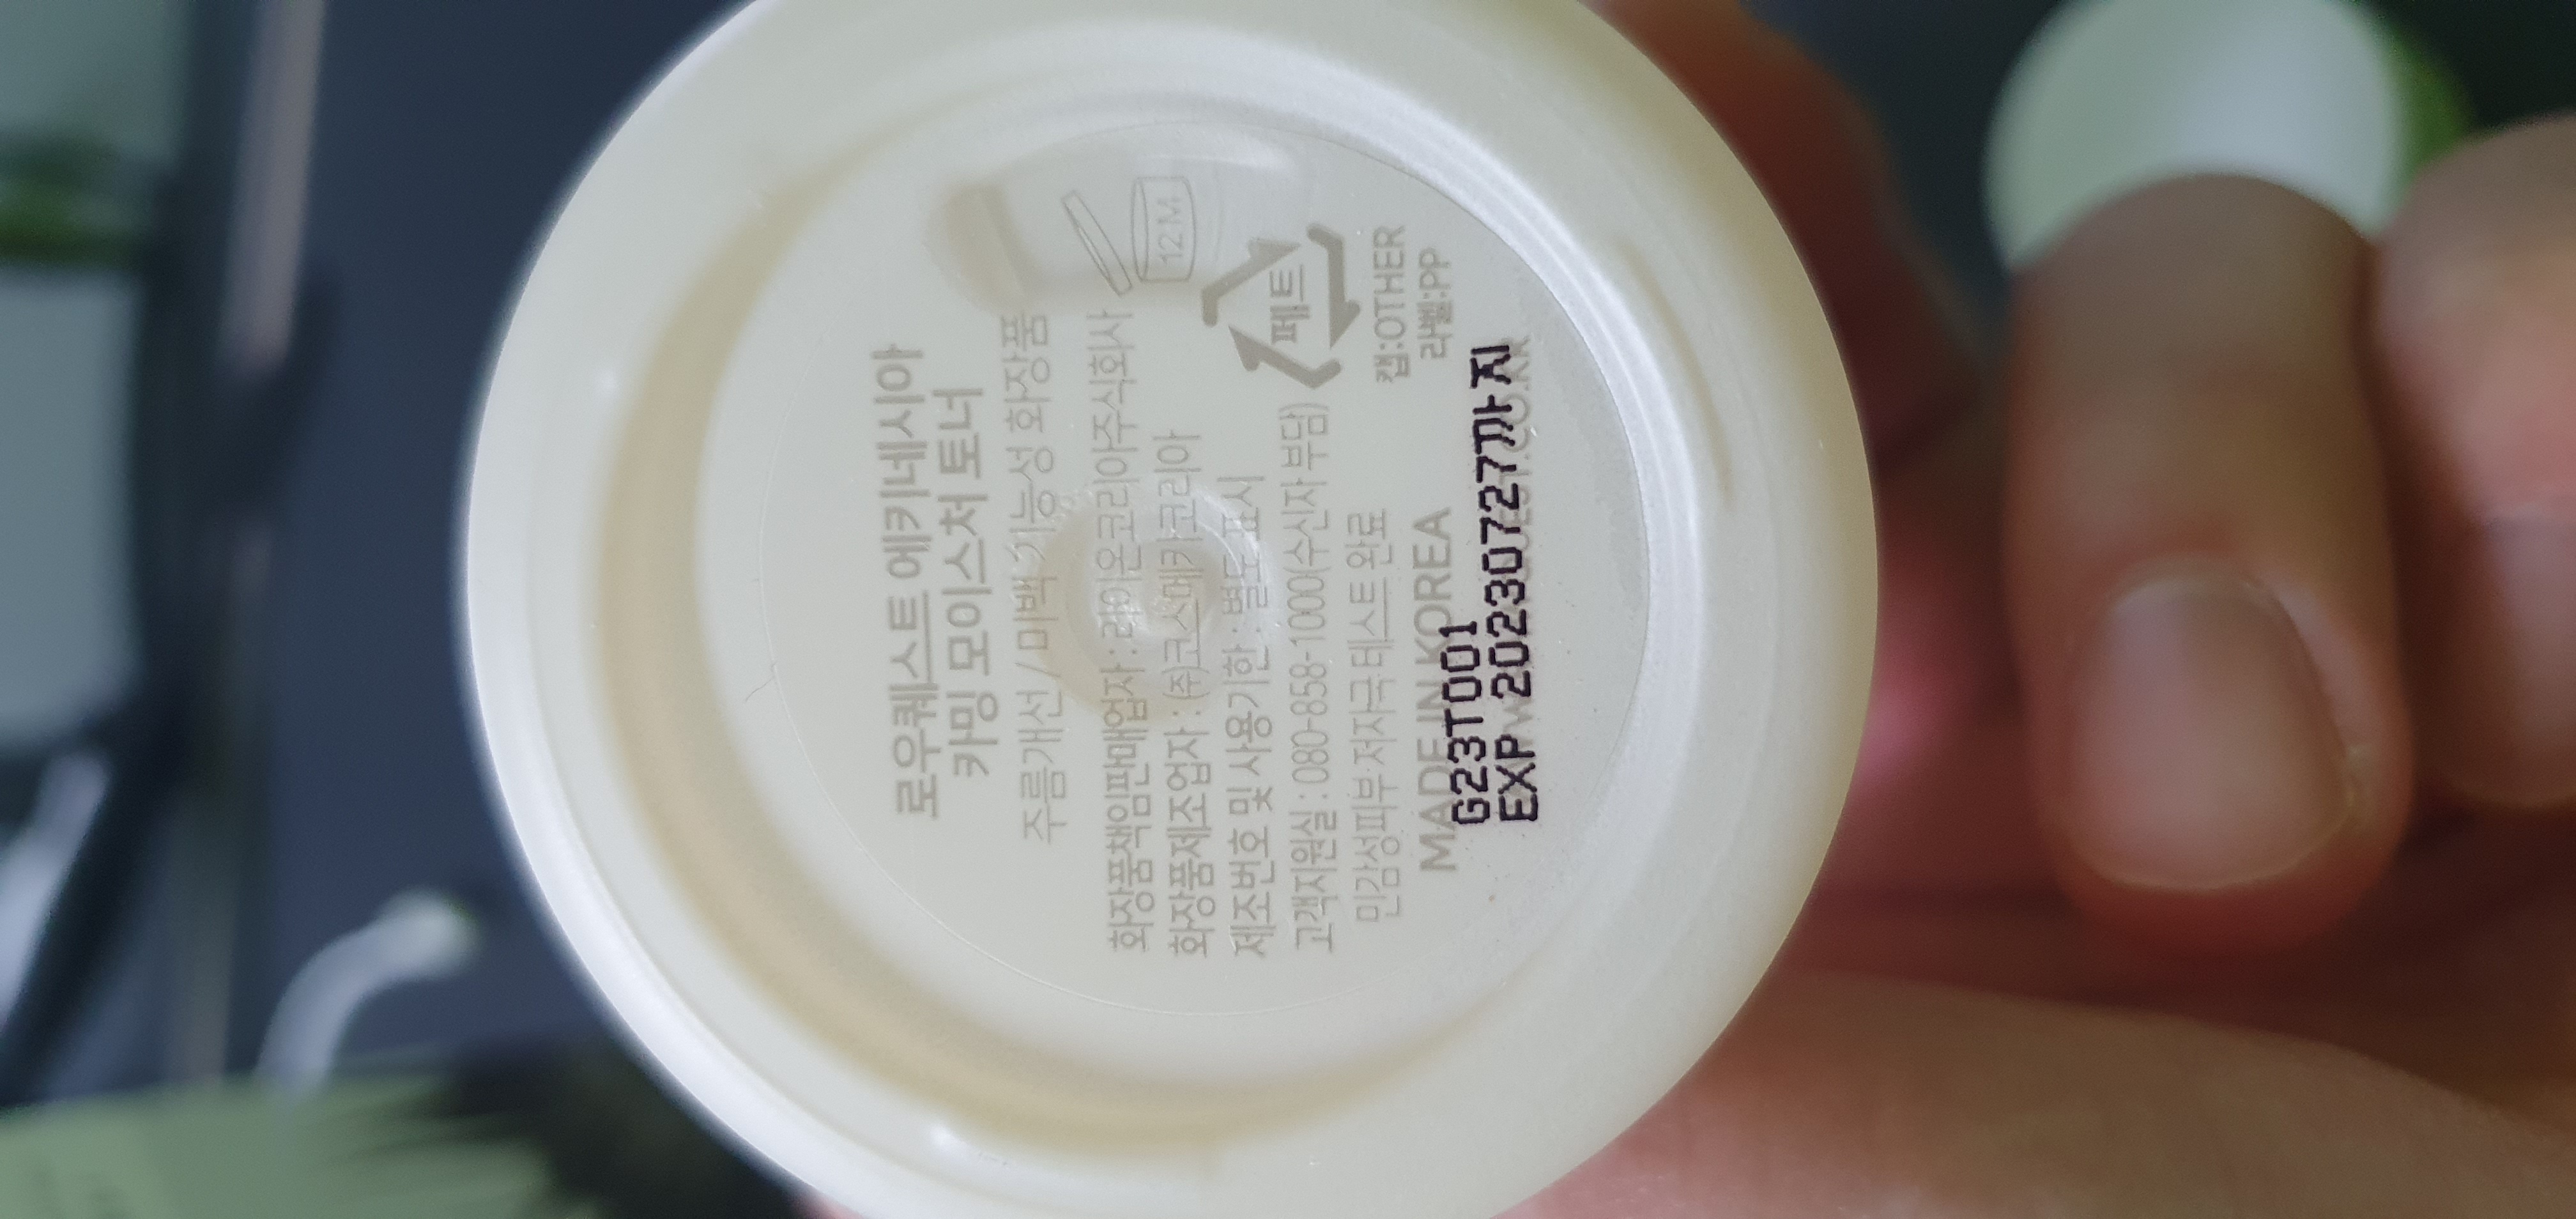 로우퀘스트 에키네시아
카밍 모이스처 토너
주름개선 / 미백 기능성 화장품
화장품책임판매업자 : 라이온코리아주식회사
화장품제조업자 : (주)코스메카코리아
제조번호 및 사용기한 : 별도표시
고객지원실 : 080-858-1000(수신자 부담)
민감성피부 저자극 테스트 완료
MADE IN KOREA
12M
페트
캡:OTHER
라벨:PP
G23T001
EXP 20230727까지